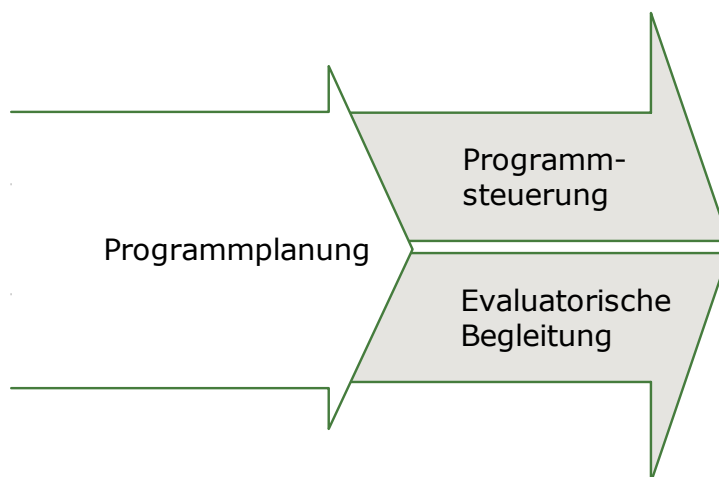 Programmplanung
Programm-
steuerung
Evaluatorische
Begleitung